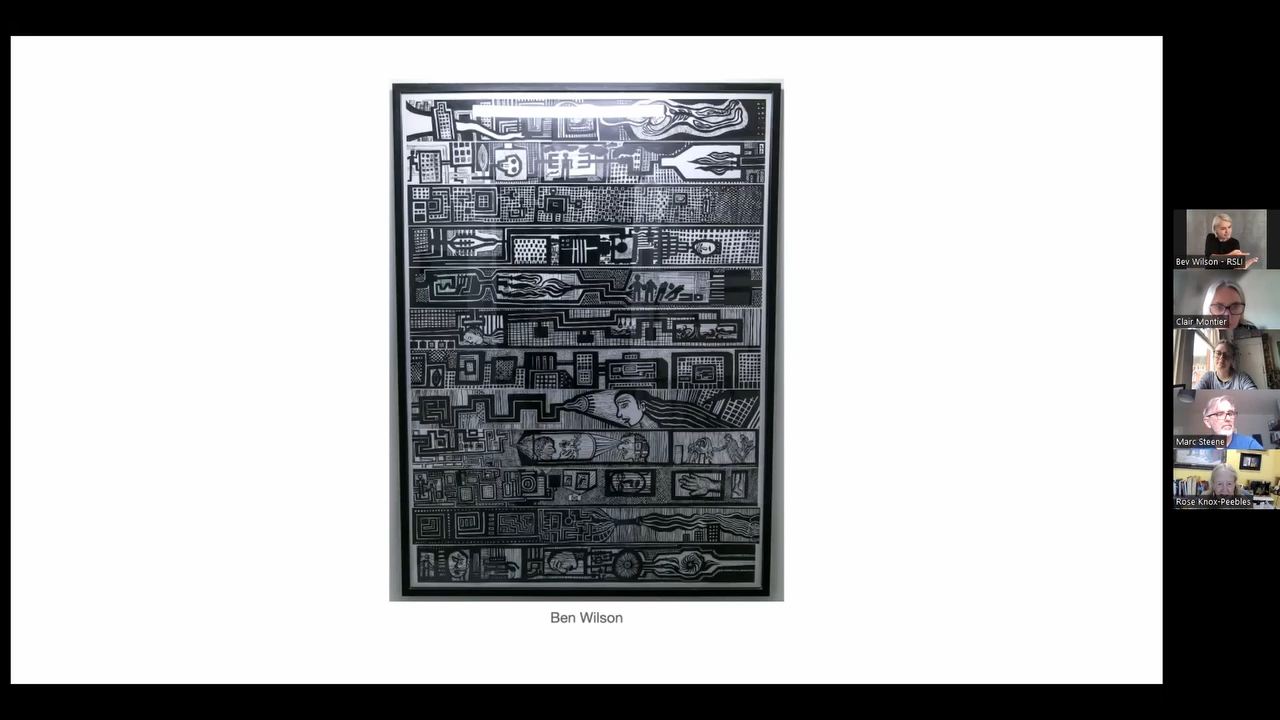 Ben Wilson
Bev Wilson - RSLI
Clair Montier
Marc Steene
Rose Knox-Peebles